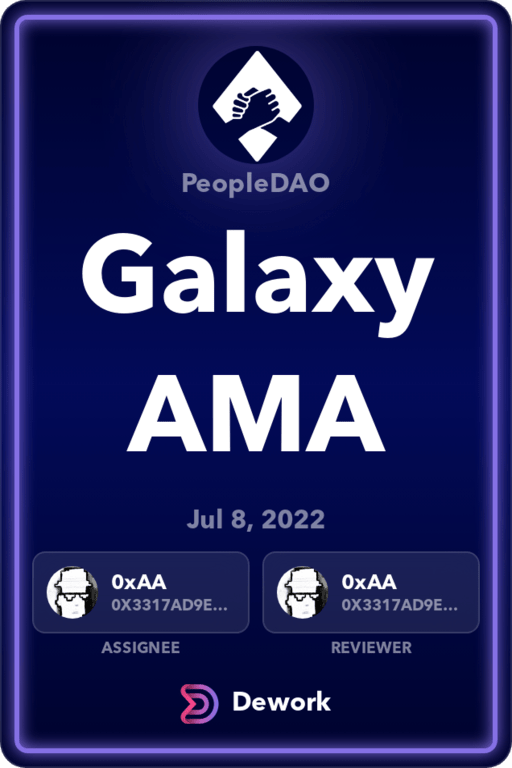 PeopleDAO
Galaxy
AMA
Jul 8, 2022
0xAA
0X3317AD9E...
ASSIGNEE
0xAA
0X3317AD9E...
REVIEWER
Dework